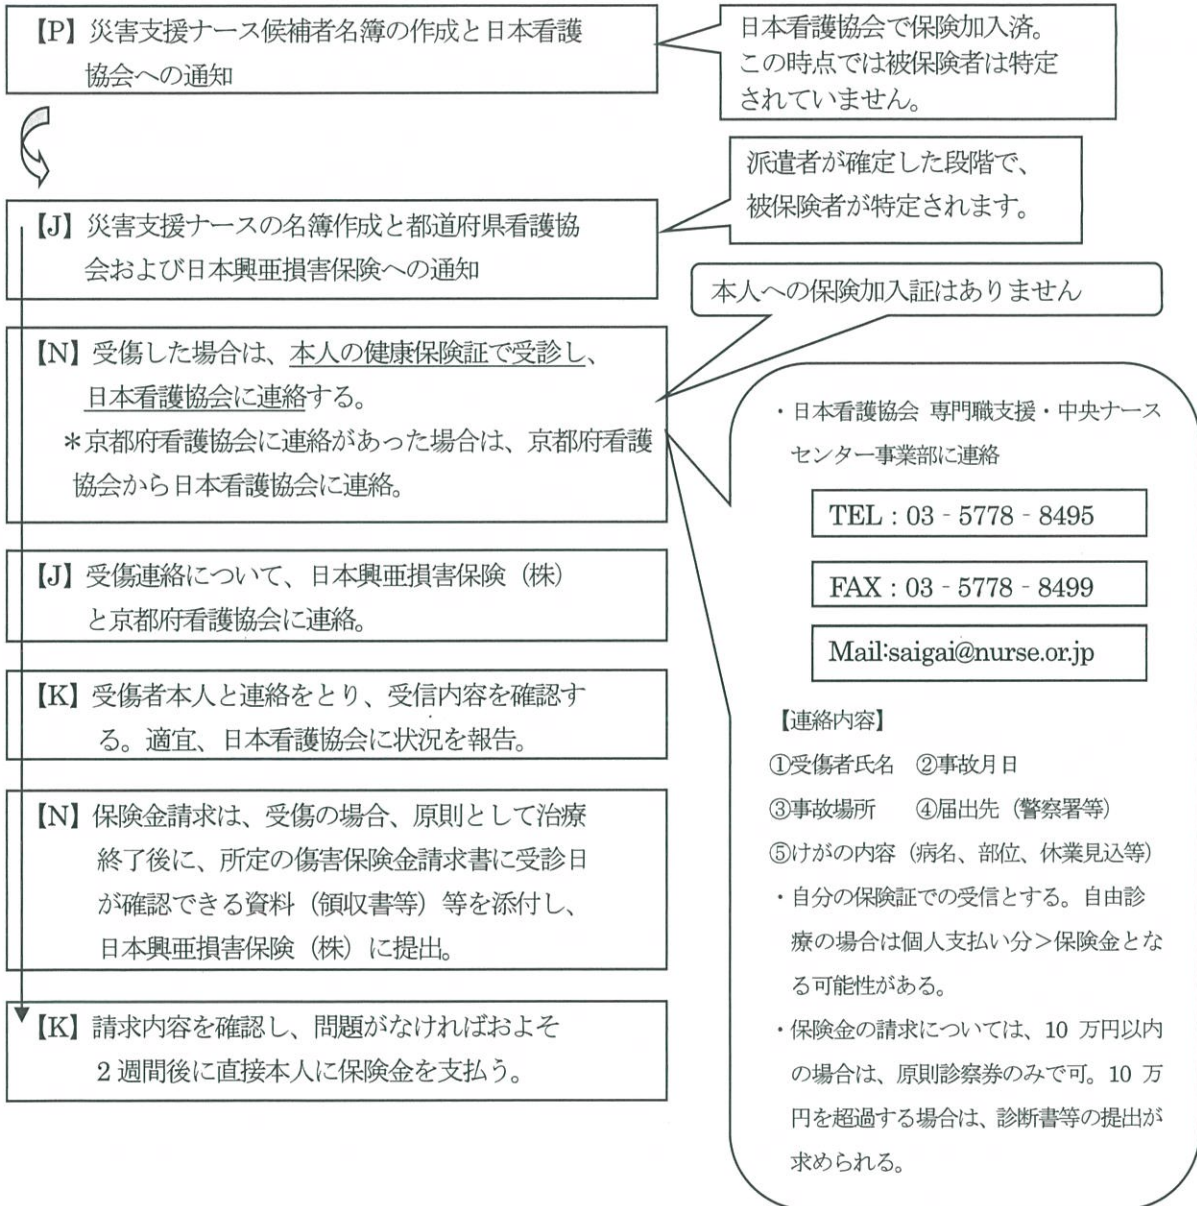 【P】災害支援ナース候補者名簿の作成と日本看護
協会への通知
日本看護協会で保険加入済。
この時点では被保険者は特定
されていません。
派遣者が確定した段階で、
被保険者が特定されます。
【J】災害支援ナースの名簿作成と都道府県看護協
会および日本興亜損害保険への通知
本人への保険加入証はありません
【N】受傷した場合は、本人の健康保険証で受診し、
日本看護協会に連絡する。
＊京都府看護協会に連絡があった場合は、京都府看護
協会から日本看護協会に連絡。
【J】受傷連絡について、日本興亜損害保険（株）
と京都府看護協会に連絡。
【K】受傷者本人と連絡をとり、受信内容を確認す
る。適宜、日本看護協会に状況を報告。
【N】保険金請求は、受傷の場合、原則として治療
終了後に、所定の傷害保険金請求書に受診日
が確認できる資料（領収書等）等を添付し、
日本興亜損害保険（株）に提出。
【K】請求内容を確認し、問題がなければおよそ
2週間後に直接本人に保険金を支払う。
・日本看護協会 専門職支援・中央ナース
センター事業部に連絡
TEL：03‐5778‐8495
FAX：03‐5778‐8499
Mail:saigai@nurse.or.jp
【連絡内容】
①受傷者氏名 ②事故月日
③事故場所 ④届出先（警察署等）
⑤けがの内容（病名、部位、休業見込等）
・自分の保険証での受信とする。自由診
療の場合は個人支払い分＞保険金とな
る可能性がある。
・保険金の請求については、10 万円以内
の場合は、原則診察券のみで可。10 万
円を超過する場合は、診断書等の提出が
求められる。